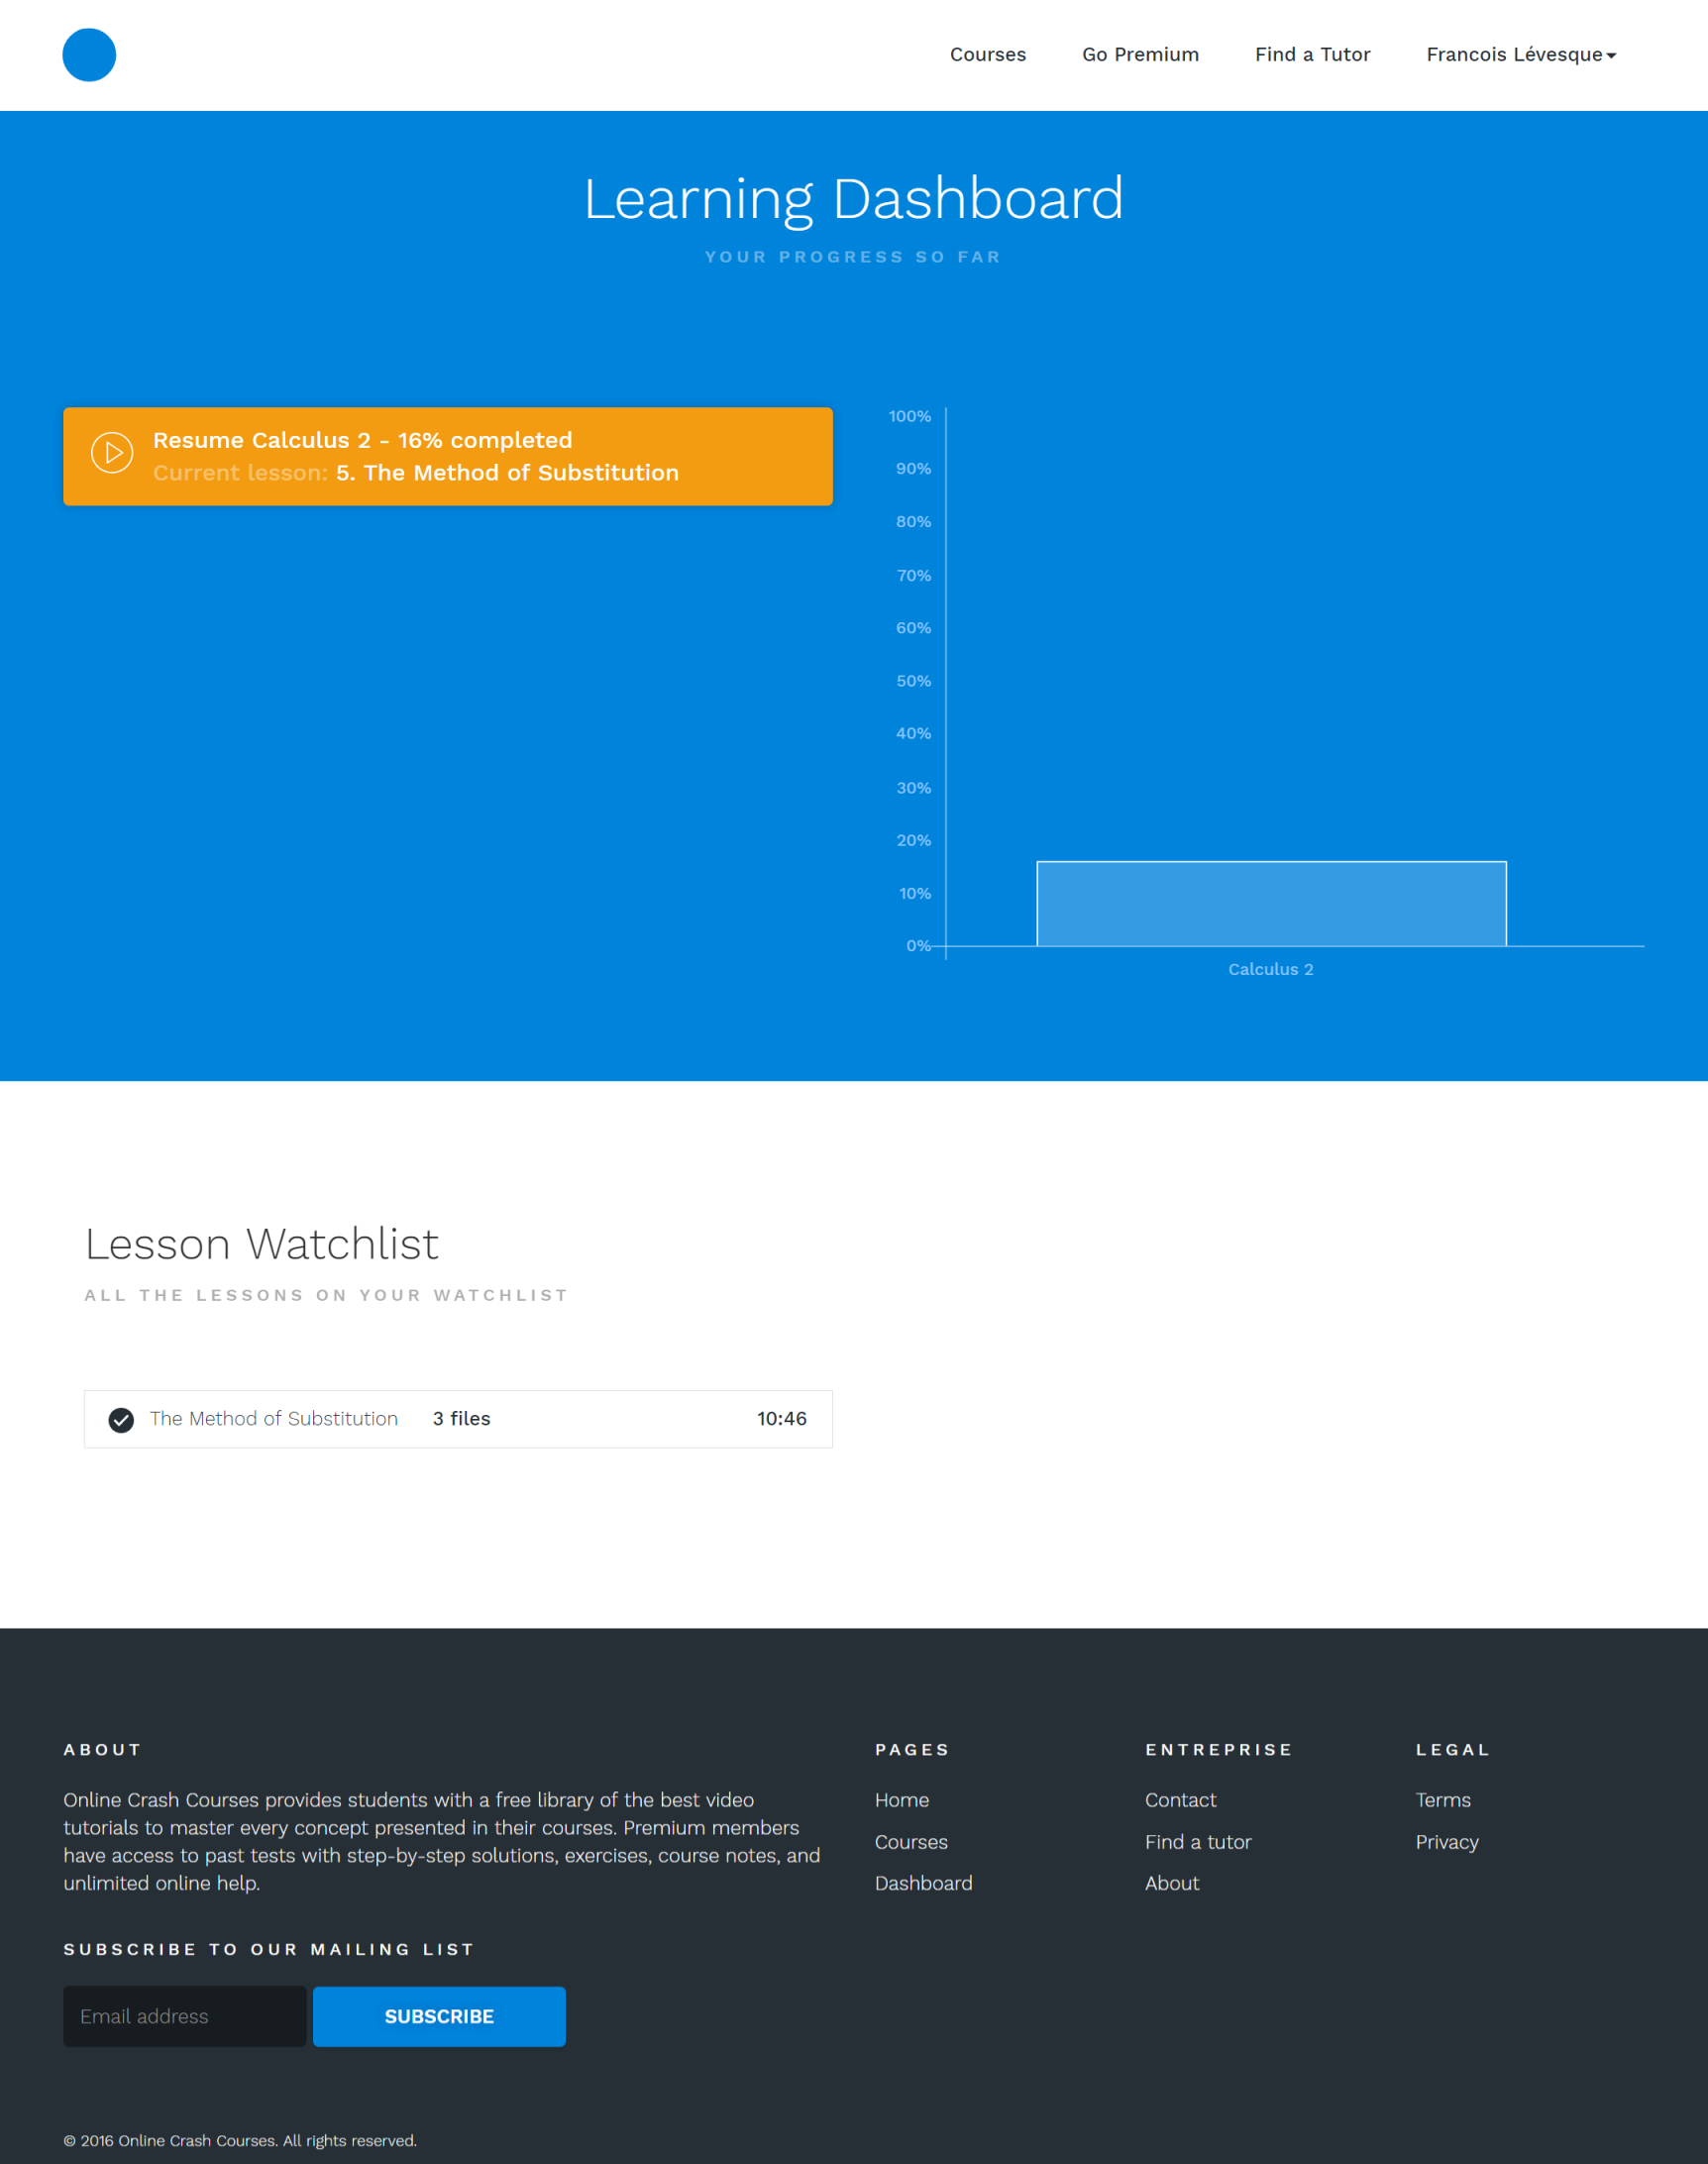 Courses Go Premium Find a Tutor Francois Lévesque
Learning Dashboard
YOUR PROGRESS SO FAR
Resume Calculus 2 - 16% completed
Current lesson: 5. The Method of Substitution
100%
90%
80%
70%
60%
50%
40%
30%
20%
10%
0%
Calculus 2
Lesson Watchlist
ALL THE LESSONS ON YOUR WATCHLIST
The Method of Substitution 3 files 10:46
ABOUT
Online Crash Courses provides students with a free library of the best video
tutorials to master every concept presented in their courses. Premium members
have access to past tests with step-by-step solutions, exercises, course notes, and
unlimited online help.
SUBSCRIBE TO OUR MAILING LIST
Email address SUBSCRIBE
PAGES
Home
Courses
Dashboard
ENTREPRISE
Contact
Find a tutor
About
LEGAL
Terms
Privacy
© 2016 Online Crash Courses. All rights reserved.